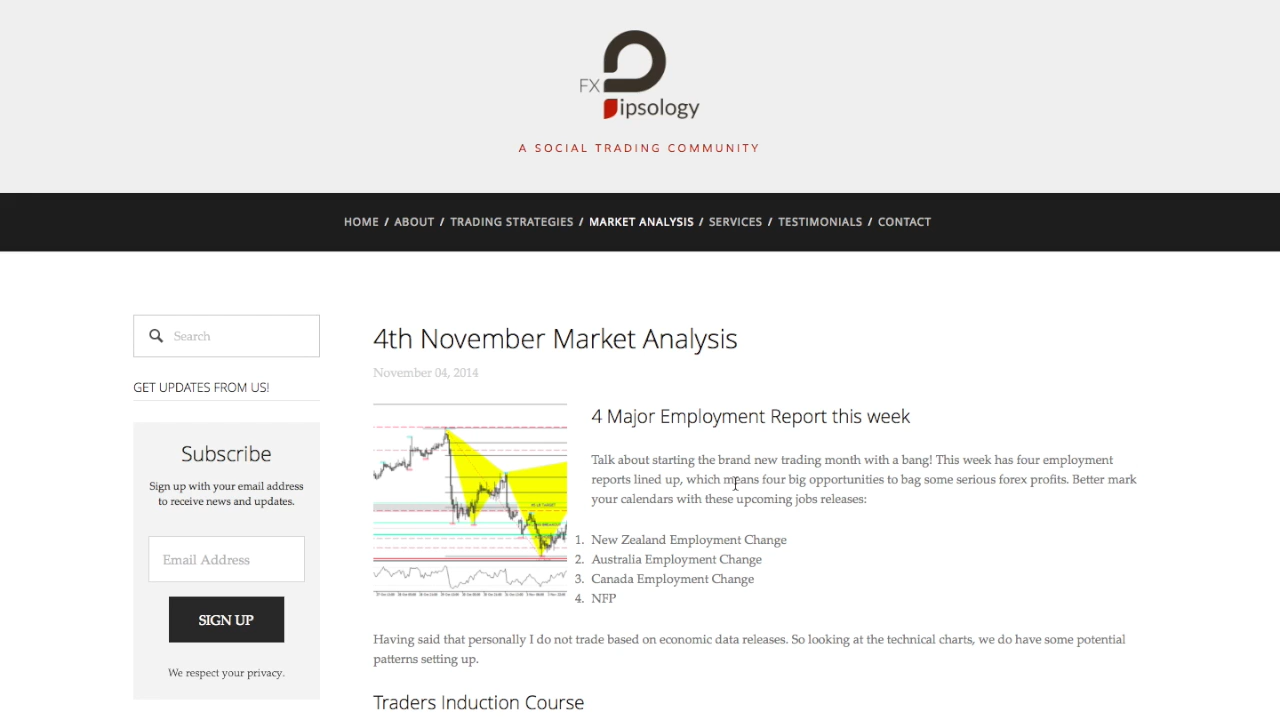 FX
ipsology
A SOCIAL TRADING COMMUNITY
HOME / ABOUT / TRADING STRATEGIES / MARKET ANALYSIS / SERVICES / TESTIMONIALS / CONTACT
Search
GET UPDATES FROM US!
Subscribe
Sign up with your email address
to receive news and updates.
Email Address
SIGN UP
We respect your privacy.
4th November Market Analysis
November 04, 2014
4 Major Employment Report this week
Talk about starting the brand new trading month with a bang! This week has four employment
reports lined up, which means four big opportunities to bag some serious forex profits. Better mark
your calendars with these upcoming jobs releases:
1. New Zealand Employment Change
2. Australia Employment Change
3. Canada Employment Change
4. NFP
Having said that personally I do not trade based on economic data releases. So looking at the technical charts, we do have some potential
patterns setting up.
Traders Induction Course